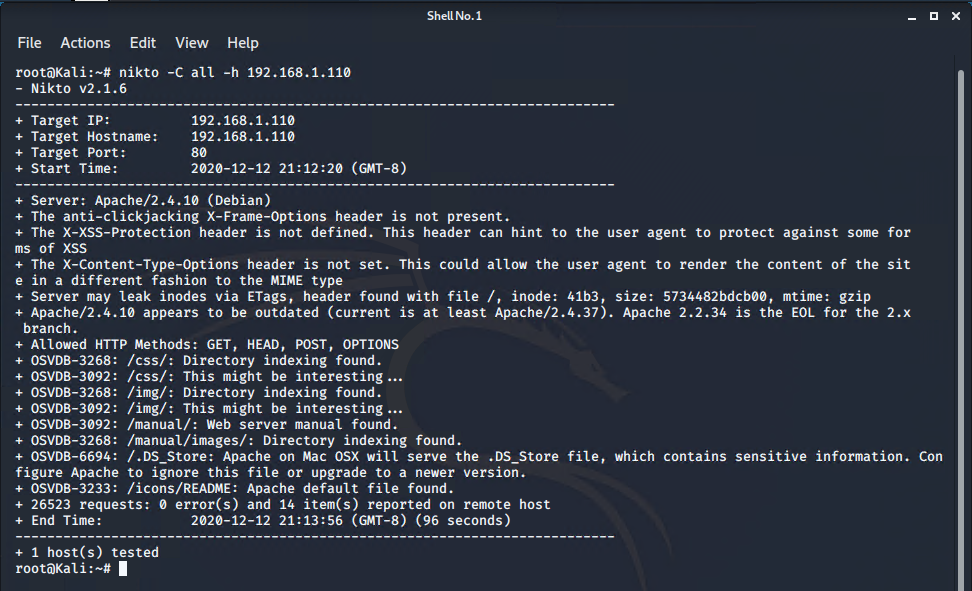 Shell No. 1
File Actions Edit View Help
root@Kali:~# nikto -C all -h 192.168.1.110
- Nikto v2.1.6
---------------------------------------------------------------------------
+ Target IP:          192.168.1.110
+ Target Hostname:    192.168.1.110
+ Target Port:        80
+ Start Time:         2020-12-12 21:12:20 (GMT-8)
---------------------------------------------------------------------------
+ Server: Apache/2.4.10 (Debian)
+ The anti-clickjacking X-Frame-Options header is not present.
+ The X-XSS-Protection header is not defined. This header can hint to the user agent to protect against some for
ms of XSS
+ The X-Content-Type-Options header is not set. This could allow the user agent to render the content of the sit
e in a different fashion to the MIME type
+ Server may leak inodes via ETags, header found with file /, inode: 41b3, size: 5734482bdcb00, mtime: gzip
+ Apache/2.4.10 appears to be outdated (current is at least Apache/2.4.37). Apache 2.2.34 is the EOL for the 2.x
 branch.
+ Allowed HTTP Methods: GET, HEAD, POST, OPTIONS
+ OSVDB-3268: /css/: Directory indexing found.
+ OSVDB-3092: /css/: This might be interesting...
+ OSVDB-3268: /img/: Directory indexing found.
+ OSVDB-3092: /img/: This might be interesting...
+ OSVDB-3092: /manual/: Web server manual found.
+ OSVDB-3268: /manual/images/: Directory indexing found.
+ OSVDB-6694: /.DS_Store: Apache on Mac OSX will serve the .DS_Store file, which contains sensitive information. Con
figure Apache to ignore this file or upgrade to a newer version.
+ OSVDB-3233: /icons/README: Apache default file found.
+ 26523 requests: 0 error(s) and 14 item(s) reported on remote host
+ End Time:           2020-12-12 21:13:56 (GMT-8) (96 seconds)
---------------------------------------------------------------------------
+ 1 host(s) tested
root@Kali:~#